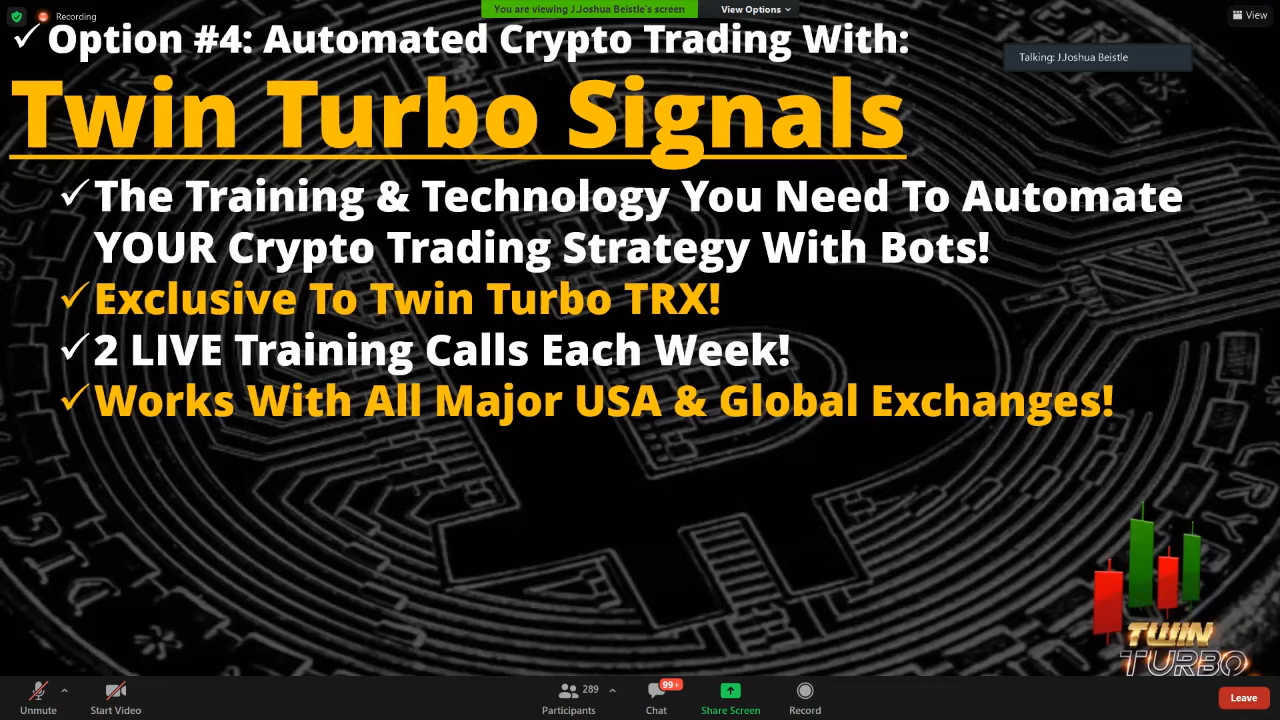 Recording
You are viewing J.Joshua Beistle's screen
View Options
View
✓ Option #4: Automated Crypto Trading With:
Talking: J.Joshua Beistle
Twin Turbo Signals
✓ The Training & Technology You Need To Automate
YOUR Crypto Trading Strategy With Bots!
✓ Exclusive To Twin Turbo TRX!
✓ 2 LIVE Training Calls Each Week!
✓ Works With All Major USA & Global Exchanges!
TWIN
TURBO
289
99+
Unmute
Start Video
Participants
Chat
Share Screen
Record
Leave